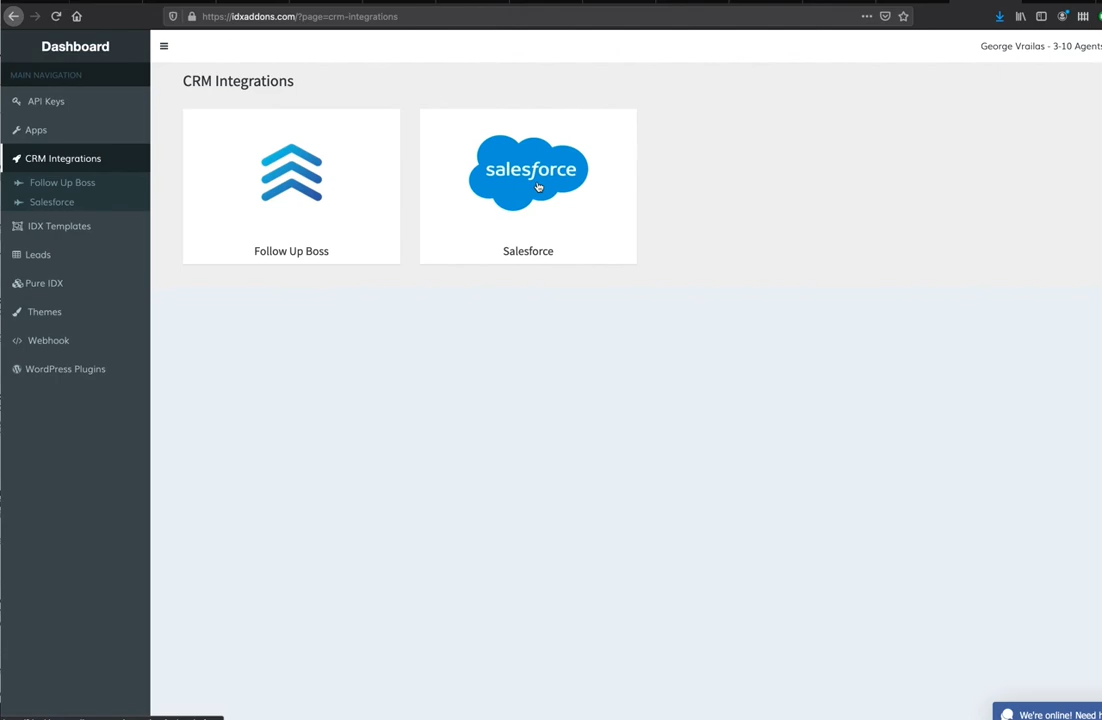 https://idxaddons.com/?page=crm-integrations
Dashboard
George Vrailas - 3-10 Agents
MAIN NAVIGATION
API Keys
Apps
CRM Integrations
Follow Up Boss
Salesforce
IDX Templates
Leads
Pure IDX
Themes
Webhook
WordPress Plugins
CRM Integrations
salesforce
Follow Up Boss
Salesforce
We're online! Need